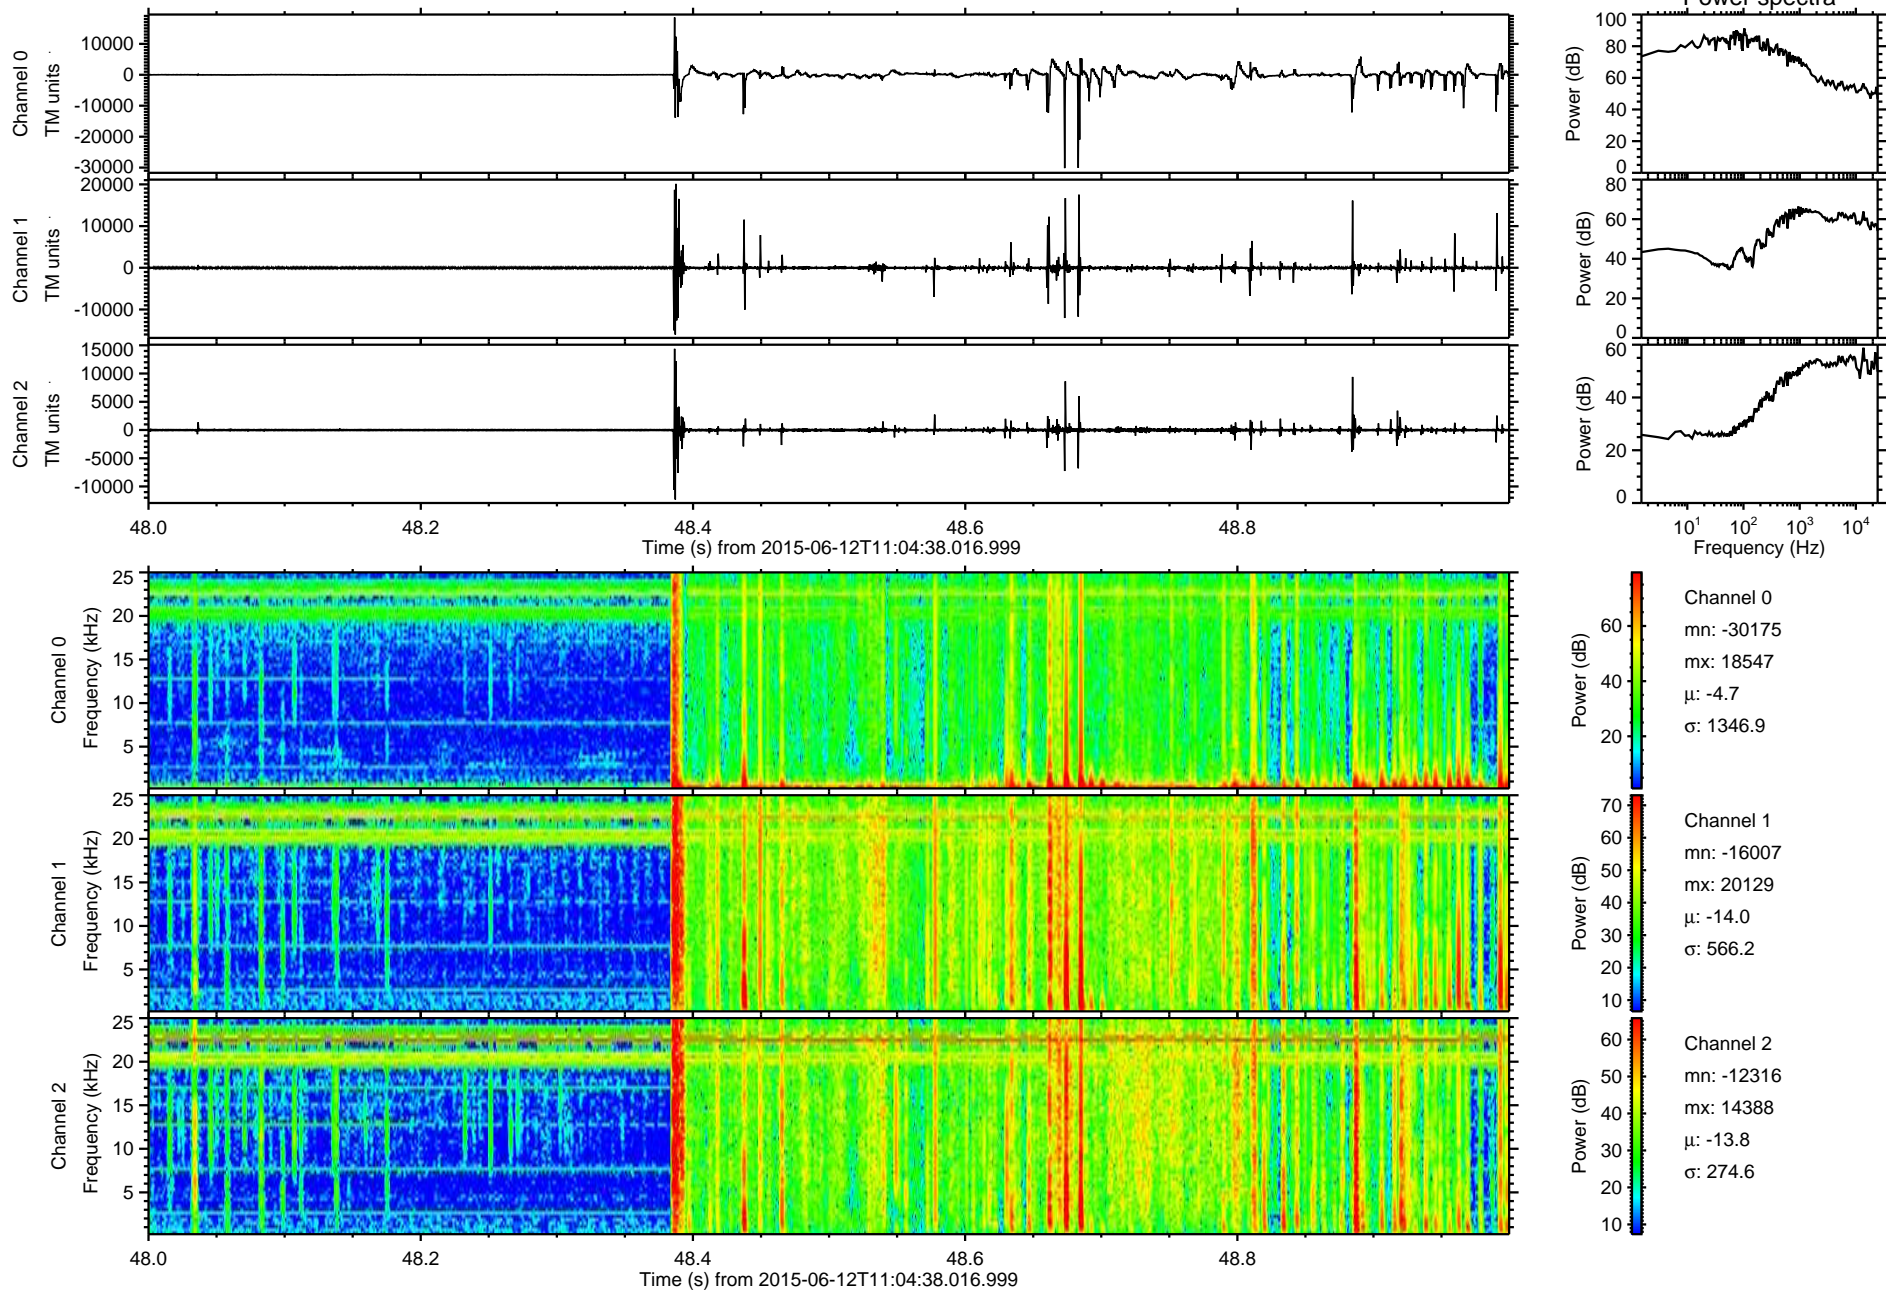 Power spectra
Channel 0
TM units
10000
0
-10000
-20000
-30000
Power (dB)
100
80
60
40
20
0
Channel 1
TM units
20000
10000
0
-10000
Power (dB)
80
60
40
20
0
Channel 2
TM units
15000
10000
5000
0
-5000
-10000
Power (dB)
60
40
20
0
48.0 48.2 48.4 48.6 48.8
Time (s) from 2015-06-12T11:04:38.016.999
10¹ 10² 10³ 10⁴
Frequency (Hz)
Channel 0
Frequency (kHz)
25
20
15
10
5
Power (dB)
60
40
20
Channel 0
mn: -30175
mx: 18547
μ: -4.7
σ: 1346.9
Channel 1
Frequency (kHz)
25
20
15
10
5
Power (dB)
70
60
50
40
30
20
10
Channel 1
mn: -16007
mx: 20129
μ: -14.0
σ: 566.2
Channel 2
Frequency (kHz)
25
20
15
10
5
Power (dB)
60
50
40
30
20
10
Channel 2
mn: -12316
mx: 14388
μ: -13.8
σ: 274.6
48.0 48.2 48.4 48.6 48.8
Time (s) from 2015-06-12T11:04:38.016.999